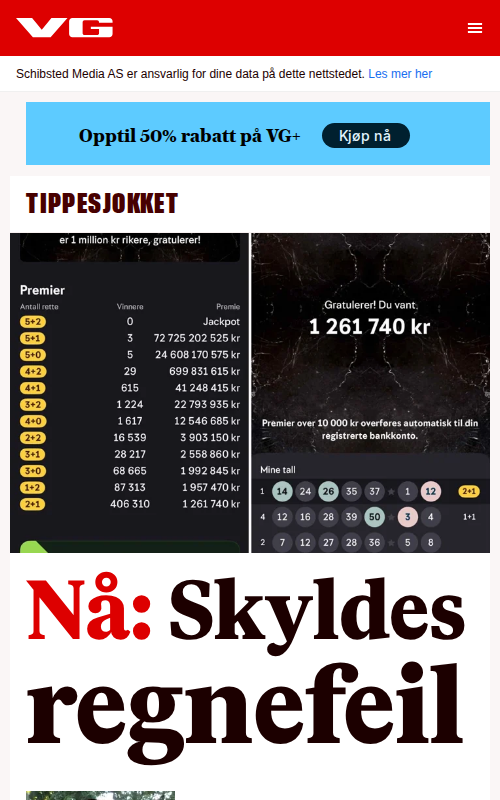 VG
Schibsted Media AS er ansvarlig for dine data på dette nettstedet. Les mer her
Opptil 50% rabatt på VG+ Kjøp nå
TIPPESJOKKET
er 1 million kr rikere, gratulerer!
Premier
Antall rette Vinnere Premie
5+2 0 Jackpot
5+1 3 72 725 202 525 kr
5+0 5 24 608 170 575 kr
4+2 29 699 831 615 kr
4+1 615 41 248 415 kr
3+2 1 224 22 793 935 kr
4+0 1 617 12 546 685 kr
2+2 16 539 3 903 150 kr
3+1 28 217 2 558 860 kr
3+0 68 665 1 992 845 kr
1+2 87 313 1 957 470 kr
2+1 406 310 1 261 740 kr
Gratulerer! Du vant
1 261 740 kr
Premier over 10 000 kr overføres automatisk til din
registrerte bankkonto.
Mine tall
1 14 24 26 35 37 1 12 2+1
4 12 16 28 39 50 3 4 1+1
2 7 12 27 28 36 5 8
Nå: Skyldes
regnefeil